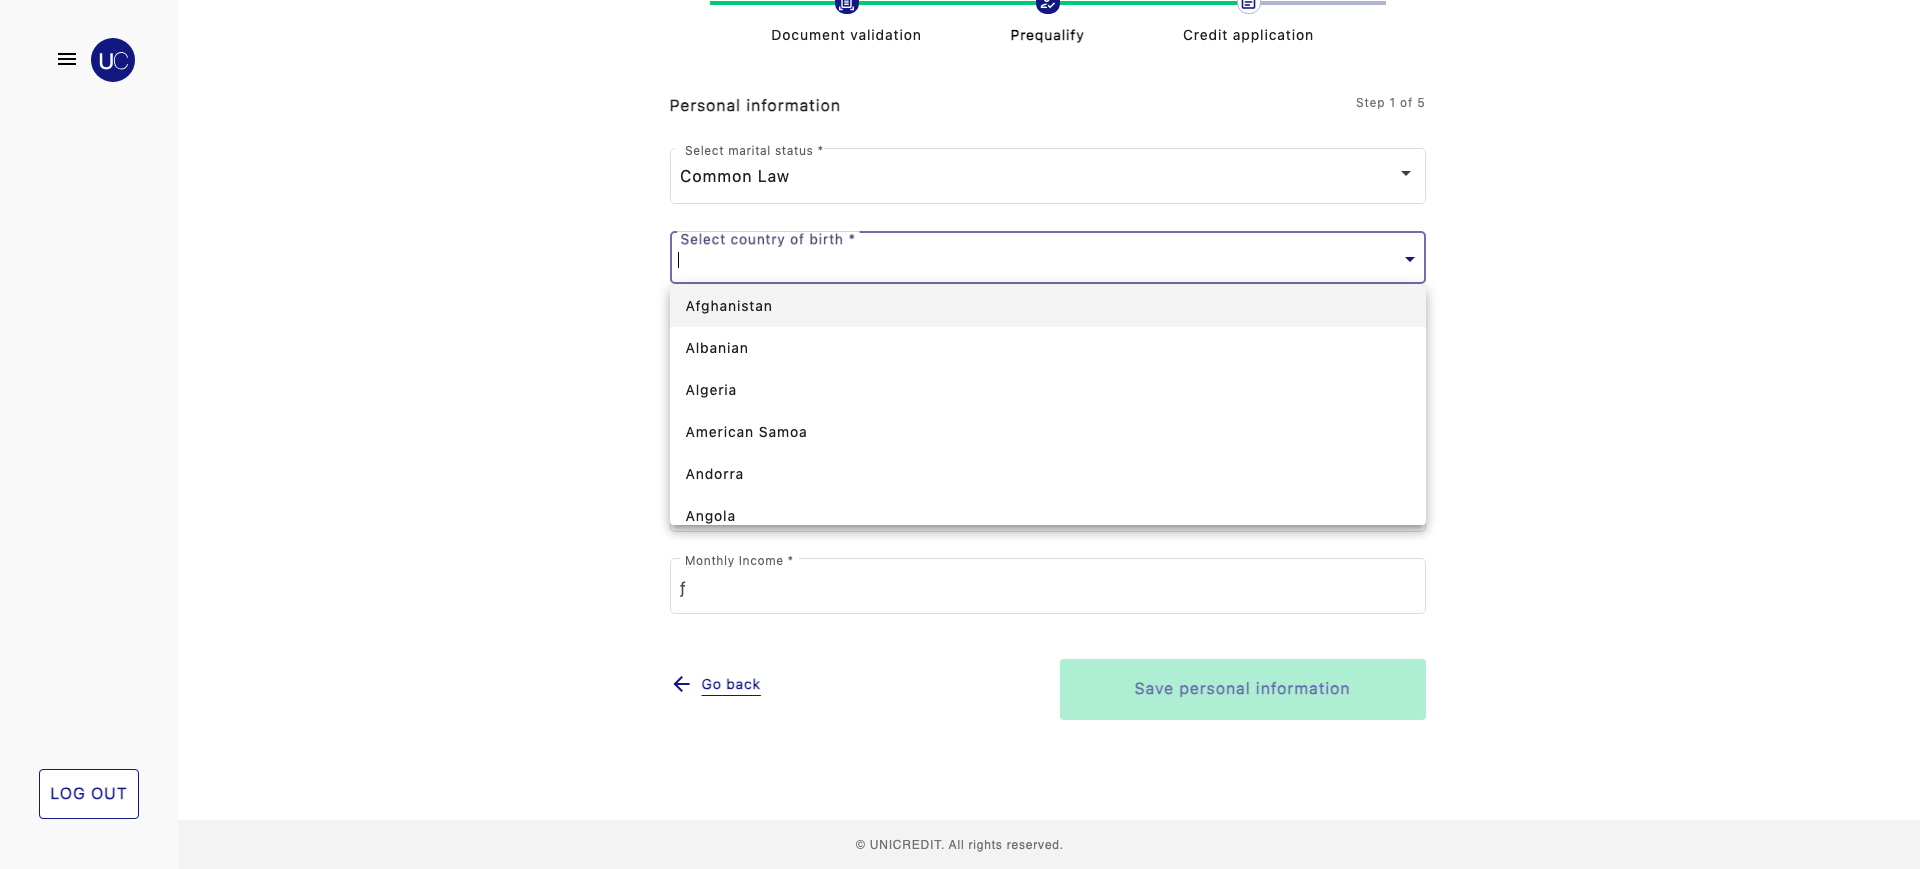 UC
Document validation
Prequalify
Credit application
Personal information
Step 1 of 5
Select marital status *
Common Law
Select country of birth *
Afghanistan
Albanian
Algeria
American Samoa
Andorra
Angola
Monthly Income *
ƒ
Go back
Save personal information
LOG OUT
© UNICREDIT. All rights reserved.